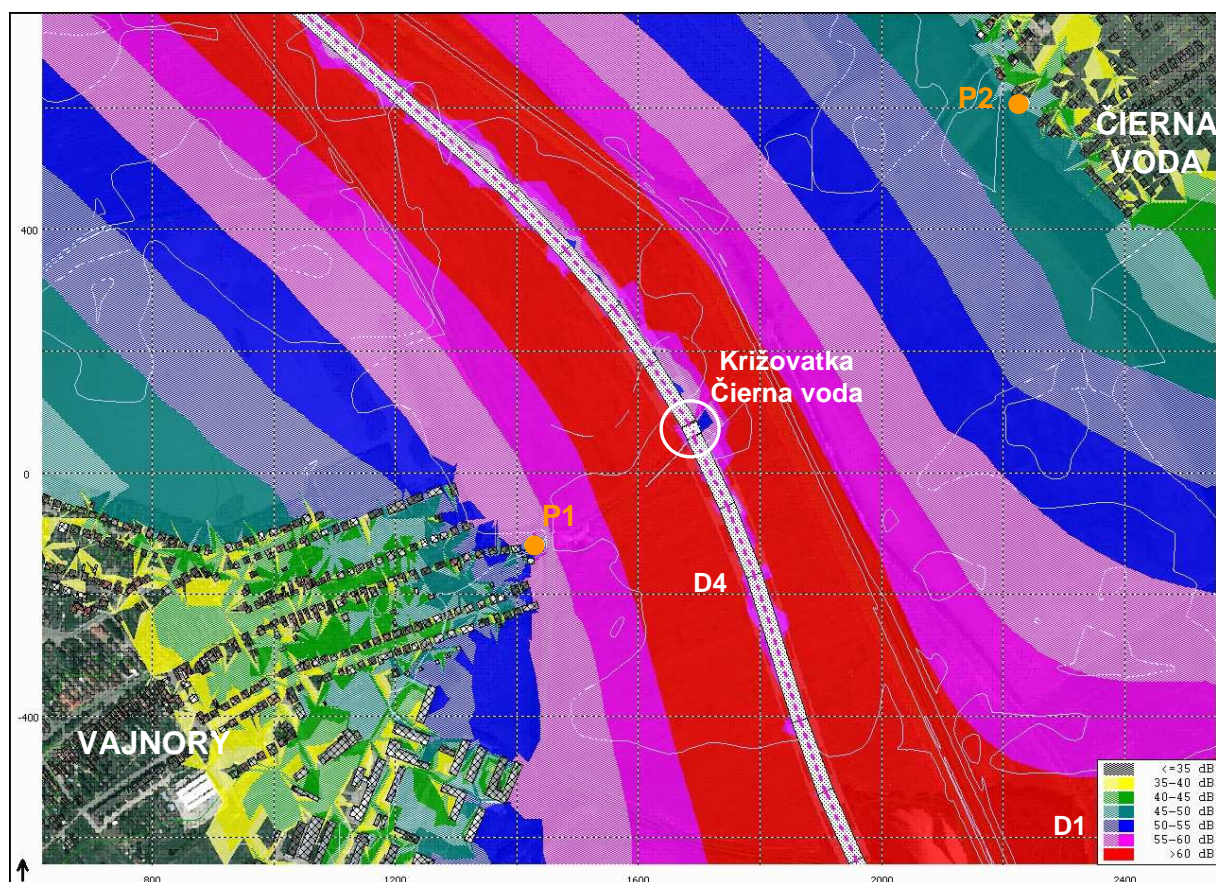 P2
ČIERNA
VODA
400
Križovatka
Čierna voda
0
P1
D4
-400
VAJNORY
D1
<=35 dB
35-40 dB
40-45 dB
45-50 dB
50-55 dB
55-60 dB
>60 dB
800
1200
1600
2000
2400